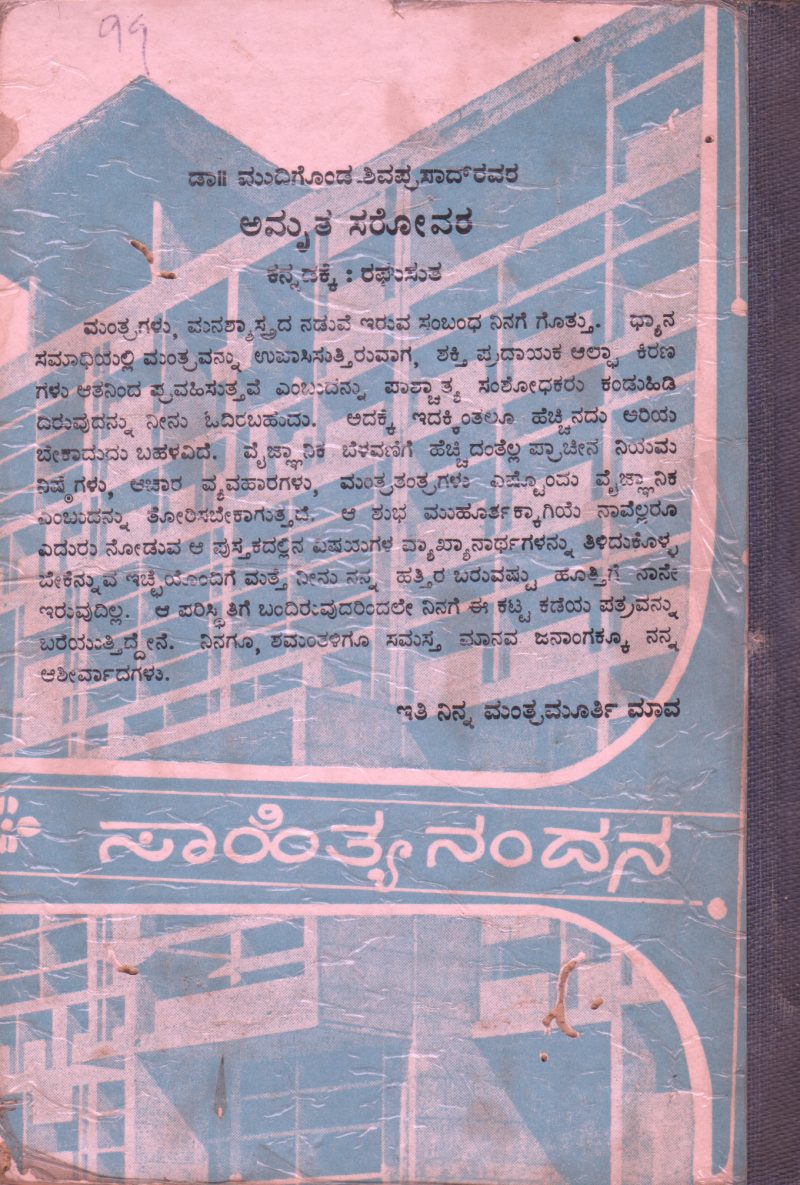 99
ಡಾ॥ ಮುದಿಗೊಂಡ ಶಿವಪ್ರಸಾದ್‌ರವರ
ಅಮೃತ ಸರೋವರ
ಕನ್ನಡಕ್ಕೆ : ರಘುಸುತ
ಮಂತ್ರಗಳು, ಮನಶ್ಶಾಸ್ತ್ರದ ನಡುವೆ ಇರುವ ಸಂಬಂಧ ನಿನಗೆ ಗೊತ್ತು. ಧ್ಯಾನ
ಸಮಾಧಿಯಲ್ಲಿ ಮಂತ್ರವನ್ನು ಉಪಾಸಿಸುತ್ತಿರುವಾಗ, ಶಕ್ತಿ ಪ್ರದಾಯಕ ಆಲ್ಫಾ ಕಿರಣ
ಗಳು ಆತನಿಂದ ಪ್ರವಹಿಸುತ್ತವೆ ಎಂಬುದನ್ನು ಪಾಶ್ಚಾತ್ಯ ಸಂಶೋಧಕರು ಕಂಡುಹಿಡಿ
ದಿರುವುದನ್ನು ನೀನು ಓದಿರಬಹುದು. ಅದಕ್ಕೆ ಇದಕ್ಕಿಂತಲೂ ಹೆಚ್ಚಿನದು ಅರಿಯ
ಬೇಕಾದುದು ಬಹಳವಿದೆ. ವೈಜ್ಞಾನಿಕ ಬೆಳವಣಿಗೆ ಹೆಚ್ಚಿದಂತೆಲ್ಲ ಪ್ರಾಚೀನ ನಿಯಮ
ನಿಷ್ಠೆಗಳು, ಆಚಾರ ವ್ಯವಹಾರಗಳು, ಮಂತ್ರತಂತ್ರಗಳು ಎಷ್ಟೊಂದು ವೈಜ್ಞಾನಿಕ
ಎಂಬುದನ್ನು ತೋರಿಸಬೇಕಾಗುತ್ತದೆ. ಆ ಶುಭ ಮುಹೂರ್ತಕ್ಕಾಗಿಯೆ ನಾವೆಲ್ಲರೂ
ಎದುರು ನೋಡುವ ಆ ಪುಸ್ತಕದಲ್ಲಿನ ವಿಷಯಗಳ ವ್ಯಾಖ್ಯಾನಾರ್ಥಗಳನ್ನು ತಿಳಿದುಕೊಳ್ಳ
ಬೇಕೆನ್ನುವ ಇಚ್ಛೆಯೊಂದಿಗೆ ಮತ್ತೆ ನೀನು ನನ್ನ ಹತ್ತಿರ ಬರುವಷ್ಟು ಹೊತ್ತಿಗೆ ನಾನೇ
ಇರುವುದಿಲ್ಲ. ಆ ಪರಿಸ್ಥಿತಿಗೆ ಬಂದಿರುವುದರಿಂದಲೇ ನಿನಗೆ ಈ ಕಟ್ಟ ಕಡೆಯ ಪತ್ರವನ್ನು
ಬರೆಯುತ್ತಿದ್ದೇನೆ. ನಿನಗೂ, ಶಮಂತಳಿಗೂ ಸಮಸ್ತ ಮಾನವ ಜನಾಂಗಕ್ಕೂ ನನ್ನ
ಆಶೀರ್ವಾದಗಳು.
ಇತಿ ನಿನ್ನ ಮಂತ್ರಮೂರ್ತಿ ಮಾವ
ಸಾಹಿತ್ಯನಂದನ